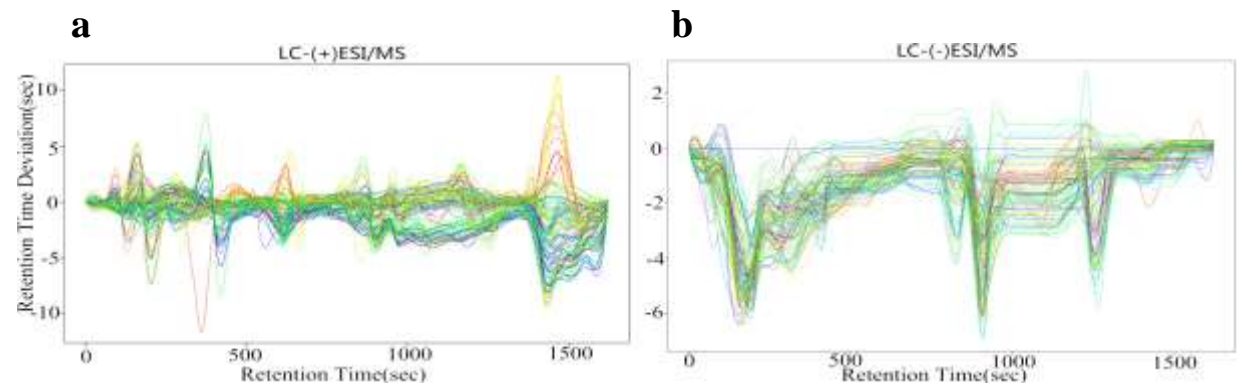 a
b
LC-(+)ESI/MS
LC-(-)ESI/MS
Retention Time Deviation(sec)
10
5
0
-5
-10
0
500
1000
1500
Retention Time(sec)
2
0
-2
-4
-6
0
500
1000
1500
Retention Time(sec)